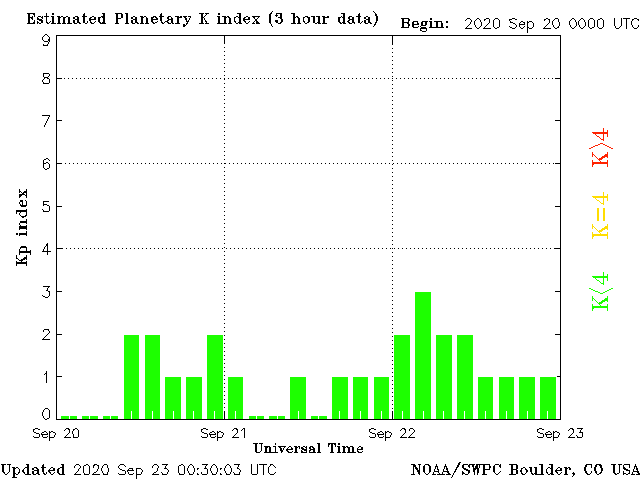 Estimated Planetary K index (3 hour data)
Begin: 2020 Sep 20 0000 UTC
9
8
7
6
5
4
3
2
1
0
Kp index
K>4
K=4
K<4
Sep 20 Sep 21 Sep 22 Sep 23
Universal Time
Updated 2020 Sep 23 00:30:03 UTC
NOAA/SWPC Boulder, CO USA